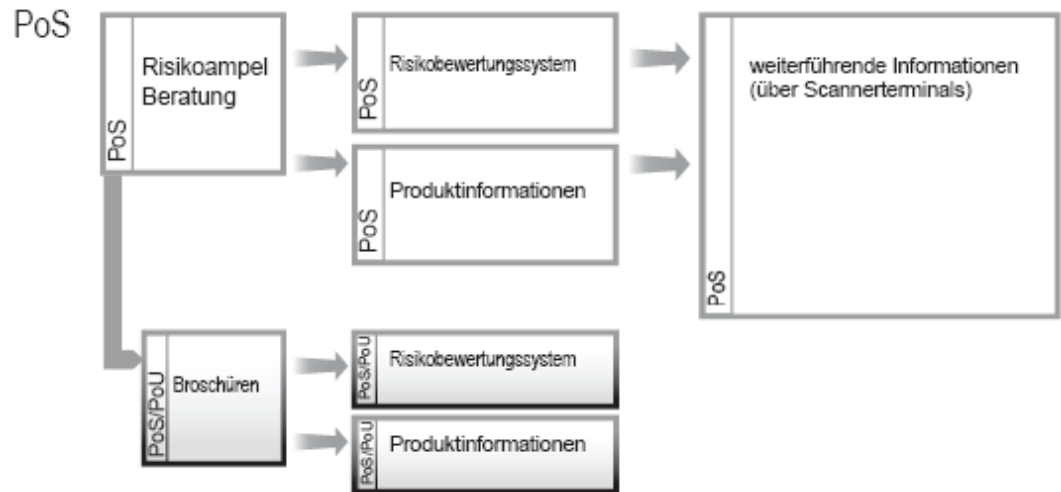 PoS
PoS
Risikoampel
Beratung
PoS
Risikobewertungssystem
PoS
Produktinformationen
PoS
weiterführende Informationen
(über Scannerterminals)
PoS/PoU
Broschüren
PoS/PoU
Risikobewertungssystem
PoS/PoU
Produktinformationen